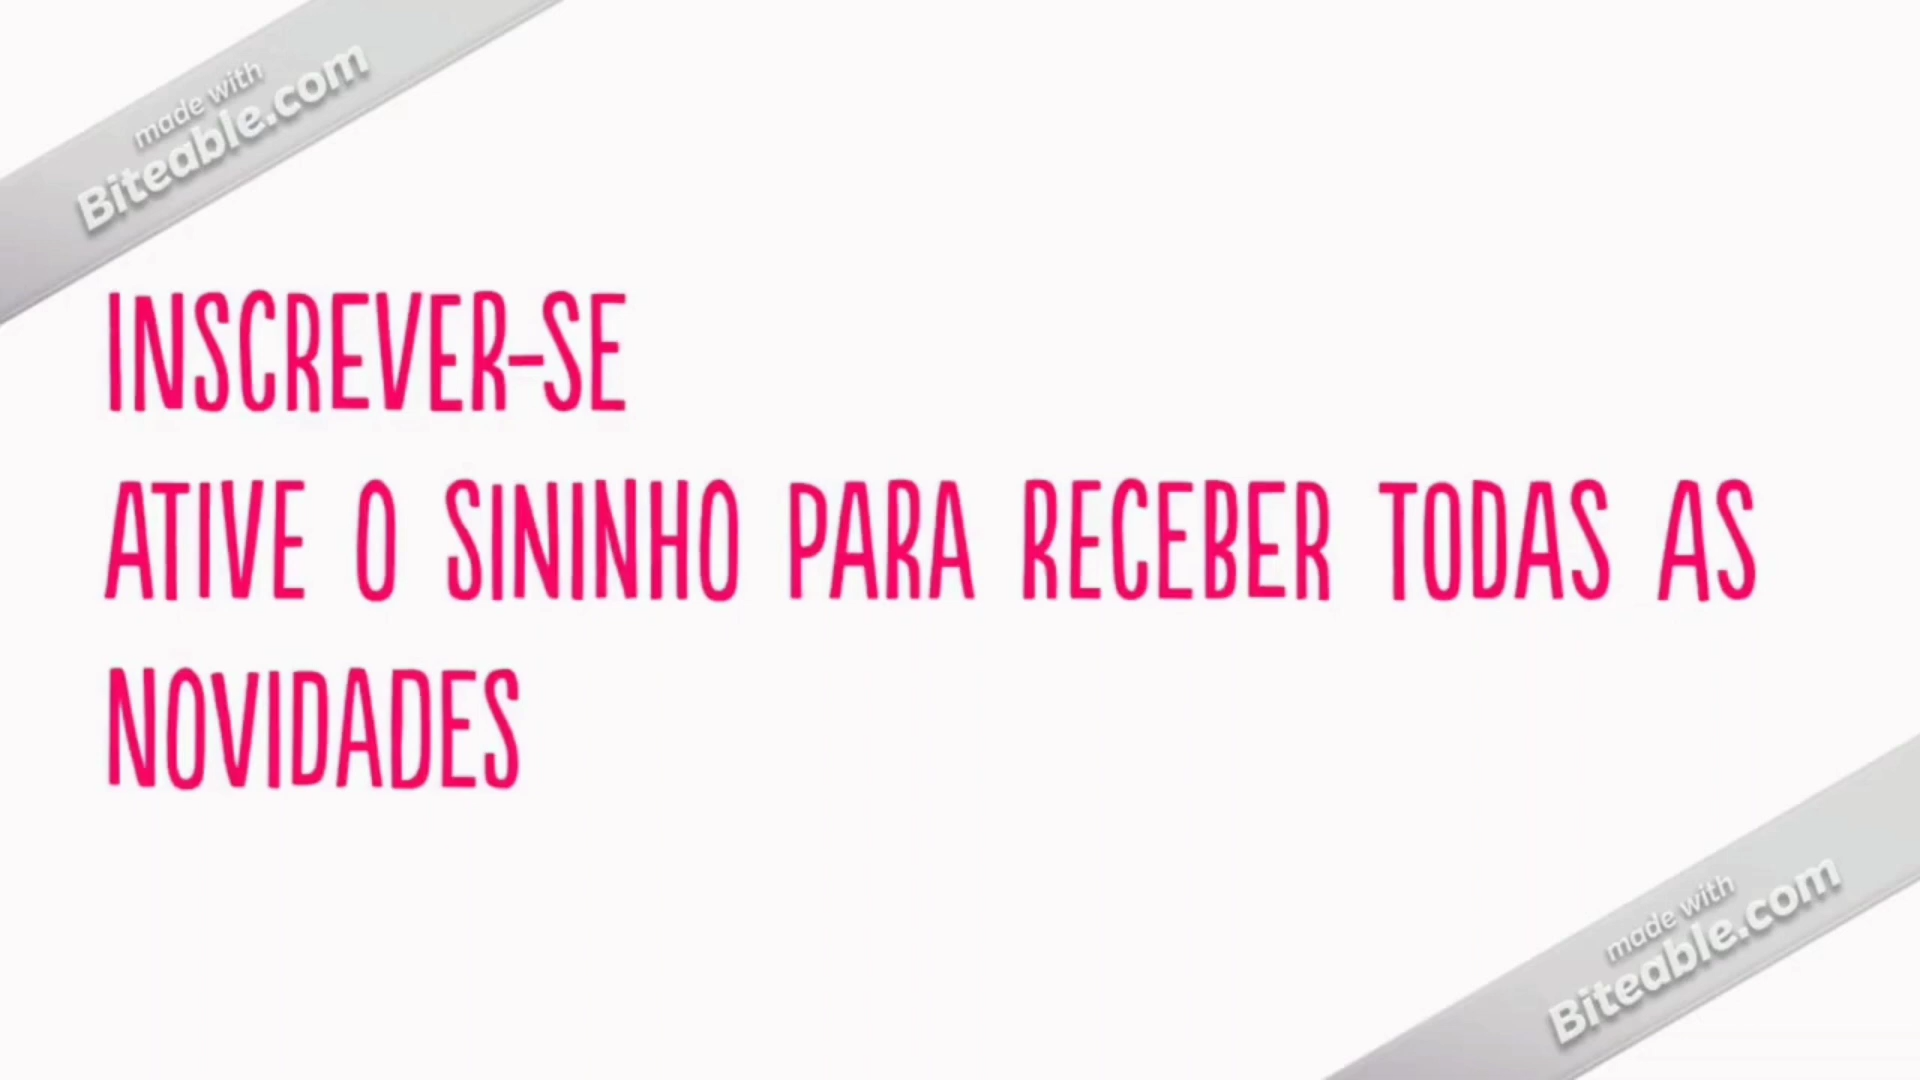 made with
Biteable.com
INSCREVER-SE
ATIVE O SININHO PARA RECEBER TODAS AS
NOVIDADES
made with
Biteable.com